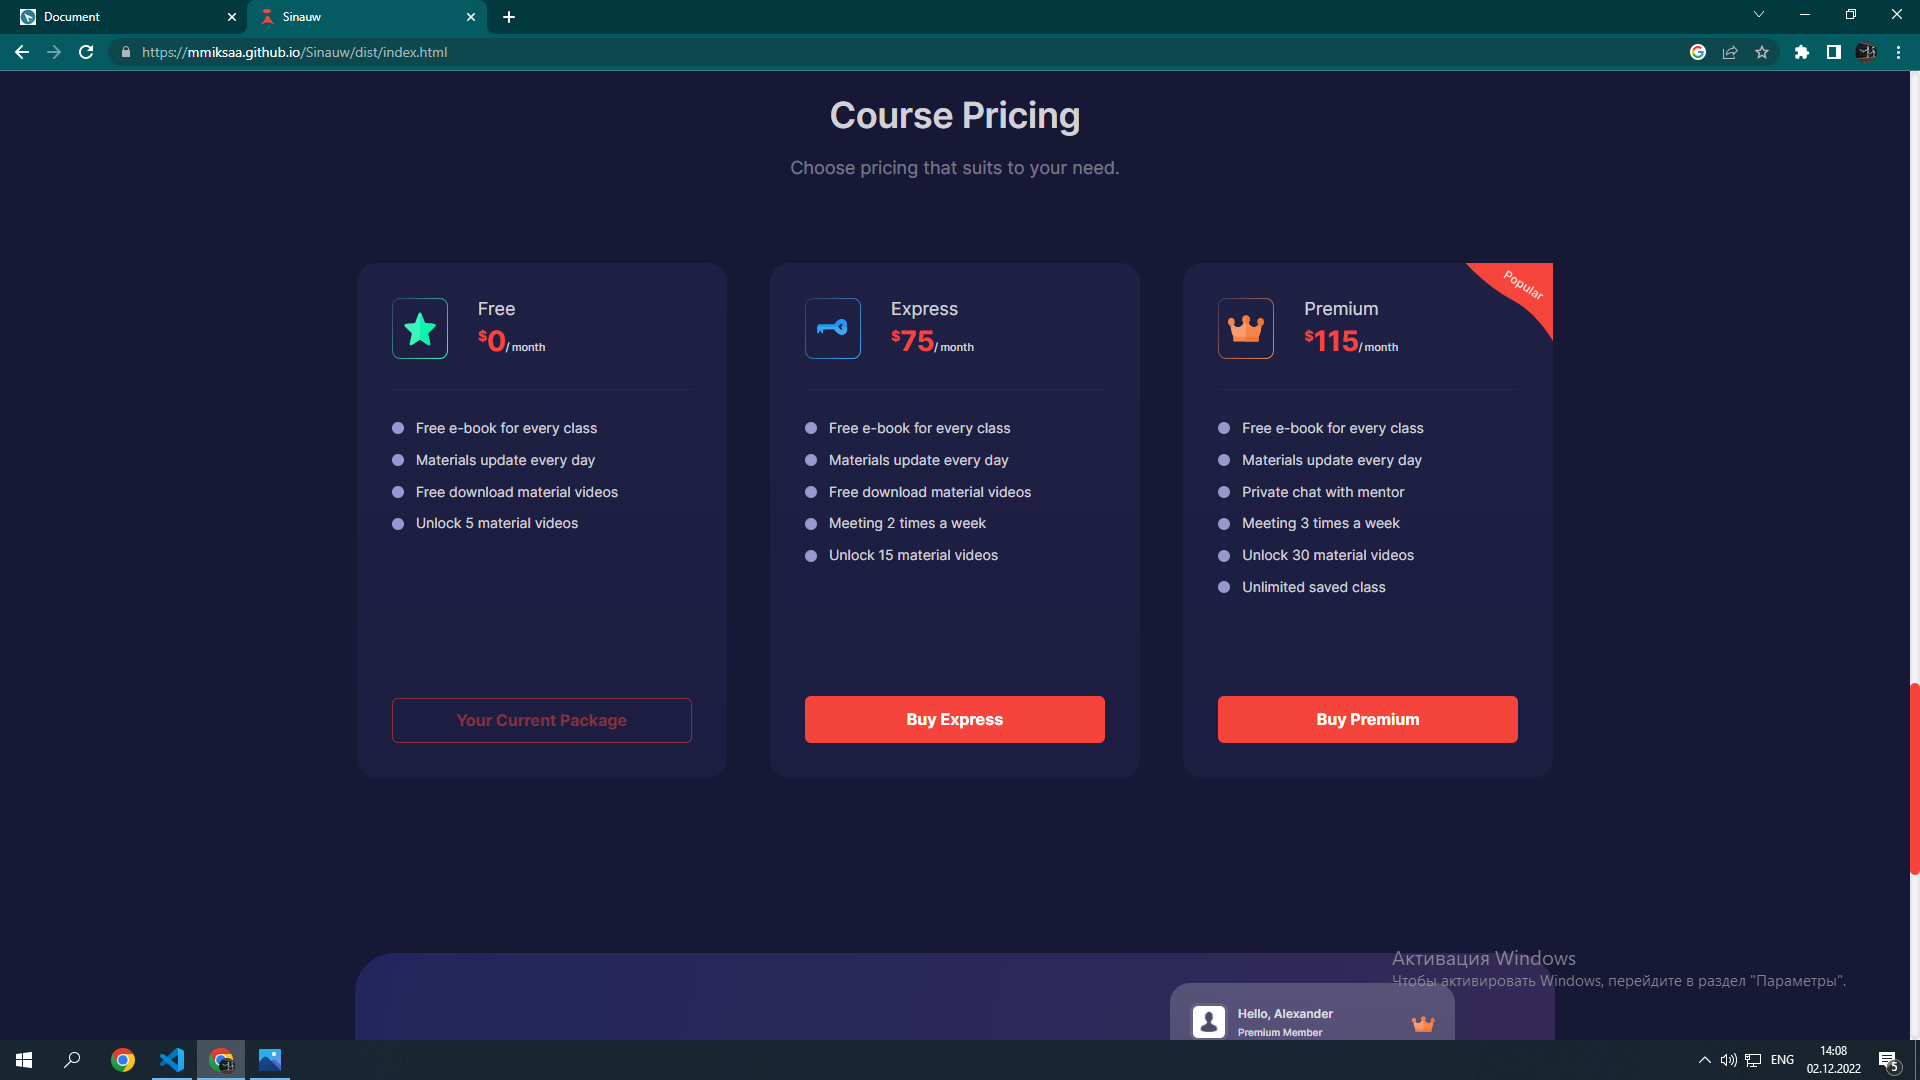 Document
Sinauw
https://mmiksaa.github.io/Sinauw/dist/index.html
Course Pricing
Choose pricing that suits to your need.
Free
$0/ month
Free e-book for every class
Materials update every day
Free download material videos
Unlock 5 material videos
Your Current Package
Express
$75/ month
Free e-book for every class
Materials update every day
Free download material videos
Meeting 2 times a week
Unlock 15 material videos
Buy Express
Popular
Premium
$115/ month
Free e-book for every class
Materials update every day
Private chat with mentor
Meeting 3 times a week
Unlock 30 material videos
Unlimited saved class
Buy Premium
Активация Windows
Чтобы активировать Windows, перейдите в раздел "Параметры".
Hello, Alexander
Premium Member
ENG
14:08
02.12.2022
5